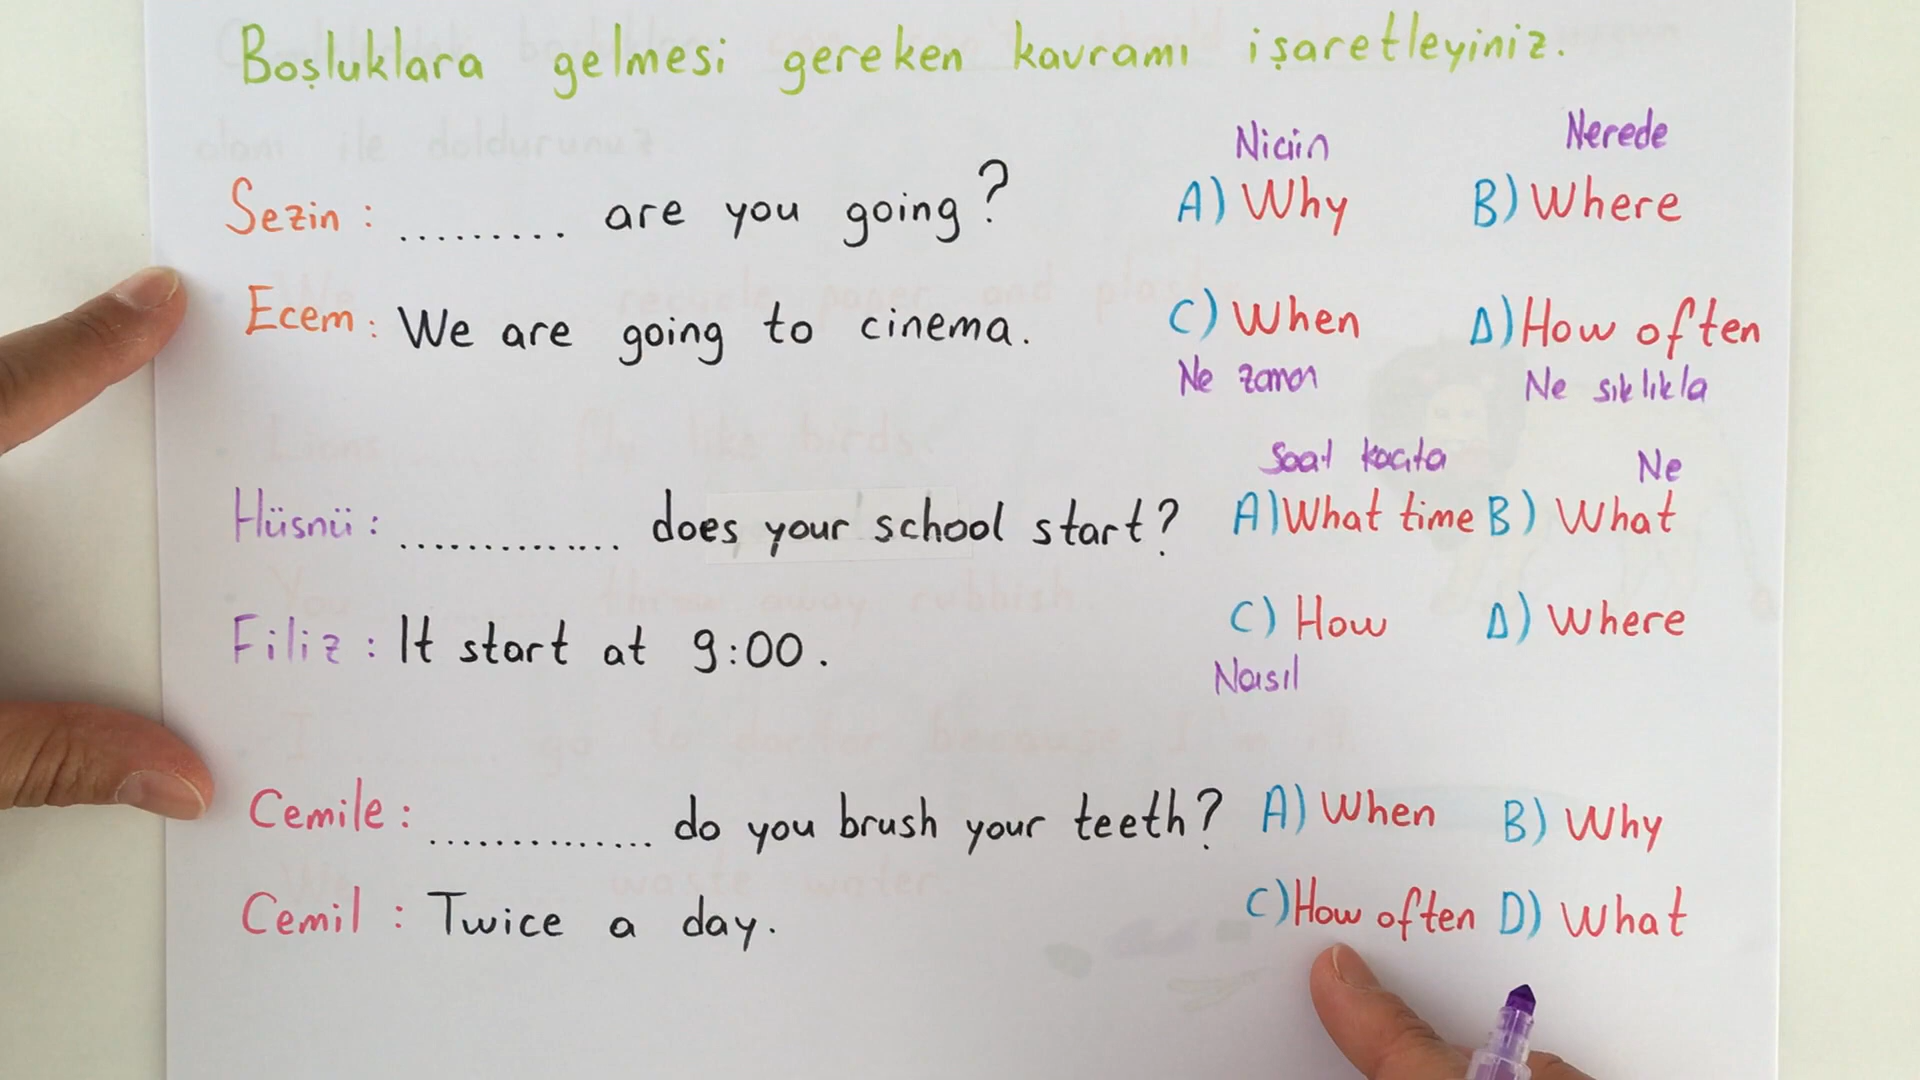 Boşluklara gelmesi gereken kavramı işaretleyiniz.
Niçin Nerede
Sezin : ......... are you going? A) Why B) Where
Ecem : We are going to cinema. C) When D) How often
Ne zaman Ne sıklıkla
Saat kaçta Ne
Hüsnü : .............. does your school start? A) What time B) What
Filiz : It start at 9:00. C) How D) Where
Nasıl
Cemile : .............. do you brush your teeth? A) When B) Why
Cemil : Twice a day. C) How often D) What